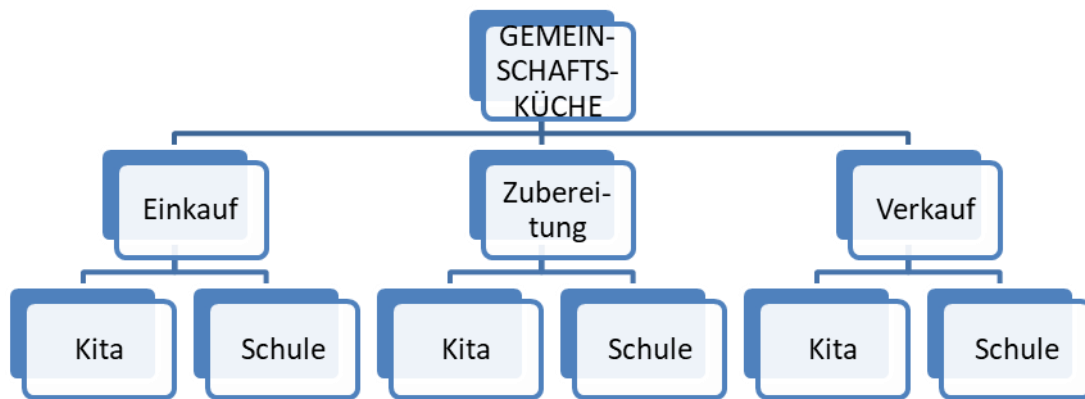 GEMEIN-
SCHAFTS-
KÜCHE
Einkauf
Zuberei-
tung
Verkauf
Kita
Schule
Kita
Schule
Kita
Schule